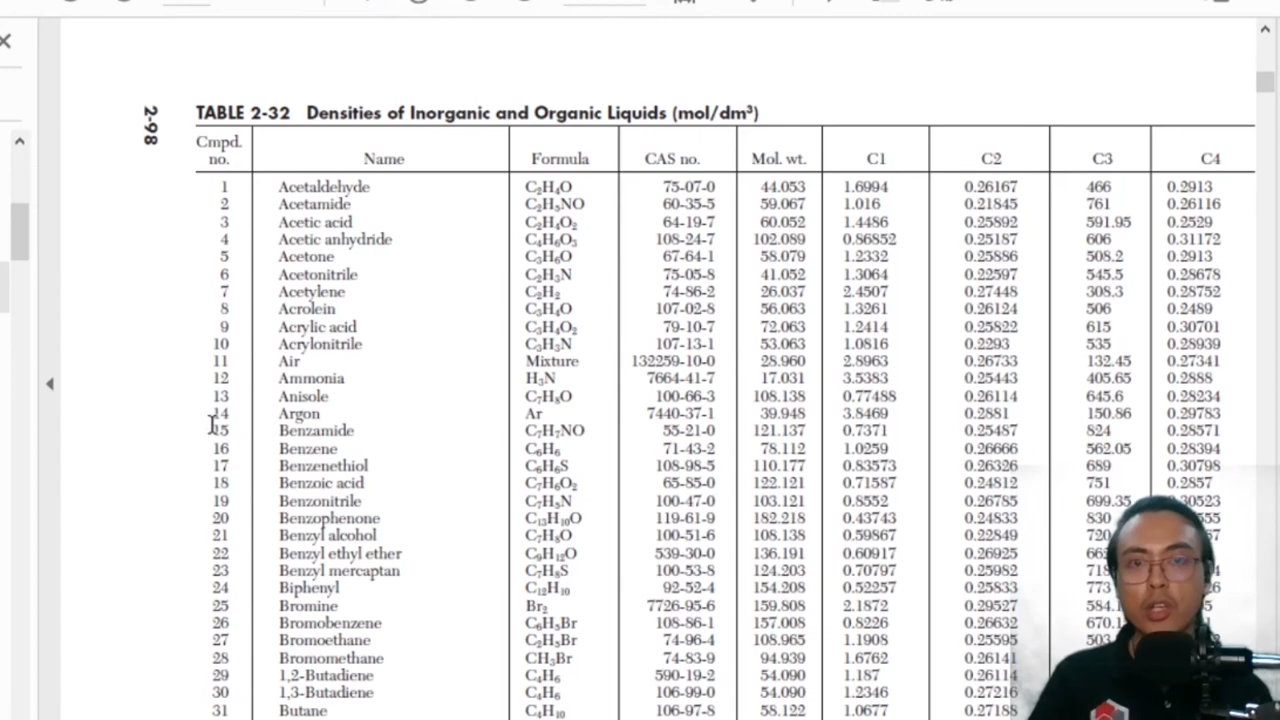 2-98
TABLE 2-32 Densities of Inorganic and Organic Liquids (mol/dm³)
Cmpd. no. Name Formula CAS no. Mol. wt. C1 C2 C3 C4
1 Acetaldehyde C₂H₄O 75-07-0 44.053 1.6994 0.26167 466 0.2913
2 Acetamide C₂H₅NO 60-35-5 59.067 1.016 0.21845 761 0.26116
3 Acetic acid C₂H₄O₂ 64-19-7 60.052 1.4486 0.25892 591.95 0.2529
4 Acetic anhydride C₄H₆O₃ 108-24-7 102.089 0.86852 0.25187 606 0.31172
5 Acetone C₃H₆O 67-64-1 58.079 1.2332 0.25886 508.2 0.2913
6 Acetonitrile C₂H₃N 75-05-8 41.052 1.3064 0.22597 545.5 0.28678
7 Acetylene C₂H₂ 74-86-2 26.037 2.4507 0.27448 308.3 0.28752
8 Acrolein C₃H₄O 107-02-8 56.063 1.3261 0.26124 506 0.2489
9 Acrylic acid C₃H₄O₂ 79-10-7 72.063 1.2414 0.25822 615 0.30701
10 Acrylonitrile C₃H₃N 107-13-1 53.063 1.0816 0.2293 535 0.28939
11 Air Mixture 132259-10-0 28.960 2.8963 0.26733 132.45 0.27341
12 Ammonia H₃N 7664-41-7 17.031 3.5383 0.25443 405.65 0.2888
13 Anisole C₇H₈O 100-66-3 108.138 0.77488 0.26114 645.6 0.28234
14 Argon Ar 7440-37-1 39.948 3.8469 0.2881 150.86 0.29783
15 Benzamide C₇H₇NO 55-21-0 121.137 0.7371 0.25487 824 0.28571
16 Benzene C₆H₆ 71-43-2 78.112 1.0259 0.26666 562.05 0.28394
17 Benzenethiol C₆H₆S 108-98-5 110.177 0.83573 0.26326 689 0.30798
18 Benzoic acid C₇H₆O₂ 65-85-0 122.121 0.71587 0.24812 751 0.2857
19 Benzonitrile C₇H₅N 100-47-0 103.121 0.8552 0.26785 699.35
20 Benzophenone C₁₃H₁₀O 119-61-9 182.218 0.43743 0.24833 830
21 Benzyl alcohol C₇H₈O 100-51-6 108.138 0.59867 0.22849 720
22 Benzyl ethyl ether C₉H₁₂O 539-30-0 136.191 0.60917 0.26925
23 Benzyl mercaptan C₇H₈S 100-53-8 124.203 0.70797 0.25982 718
24 Biphenyl C₁₂H₁₀ 92-52-4 154.208 0.52257 0.25833 773
25 Bromine Br₂ 7726-95-6 159.808 2.1872 0.29527
26 Bromobenzene C₆H₅Br 108-86-1 157.008 0.8226 0.26632
27 Bromoethane C₂H₅Br 74-96-4 108.965 1.1908 0.25595
28 Bromomethane CH₃Br 74-83-9 94.939 1.6762 0.26141
29 1,2-Butadiene C₄H₆ 590-19-2 54.090 1.187 0.26114
30 1,3-Butadiene C₄H₆ 106-99-0 54.090 1.2346 0.27216
31 Butane C₄H₁₀ 106-97-8 58.122 1.0677 0.27188